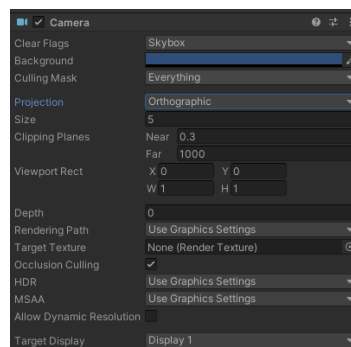 Camera
Clear Flags Skybox
Background
Culling Mask Everything
Projection Orthographic
Size 5
Clipping Planes Near 0.3
Far 1000
Viewport Rect X 0 Y 0
W 1 H 1
Depth 0
Rendering Path Use Graphics Settings
Target Texture None (Render Texture)
Occlusion Culling
HDR Use Graphics Settings
MSAA Use Graphics Settings
Allow Dynamic Resolution
Target Display Display 1